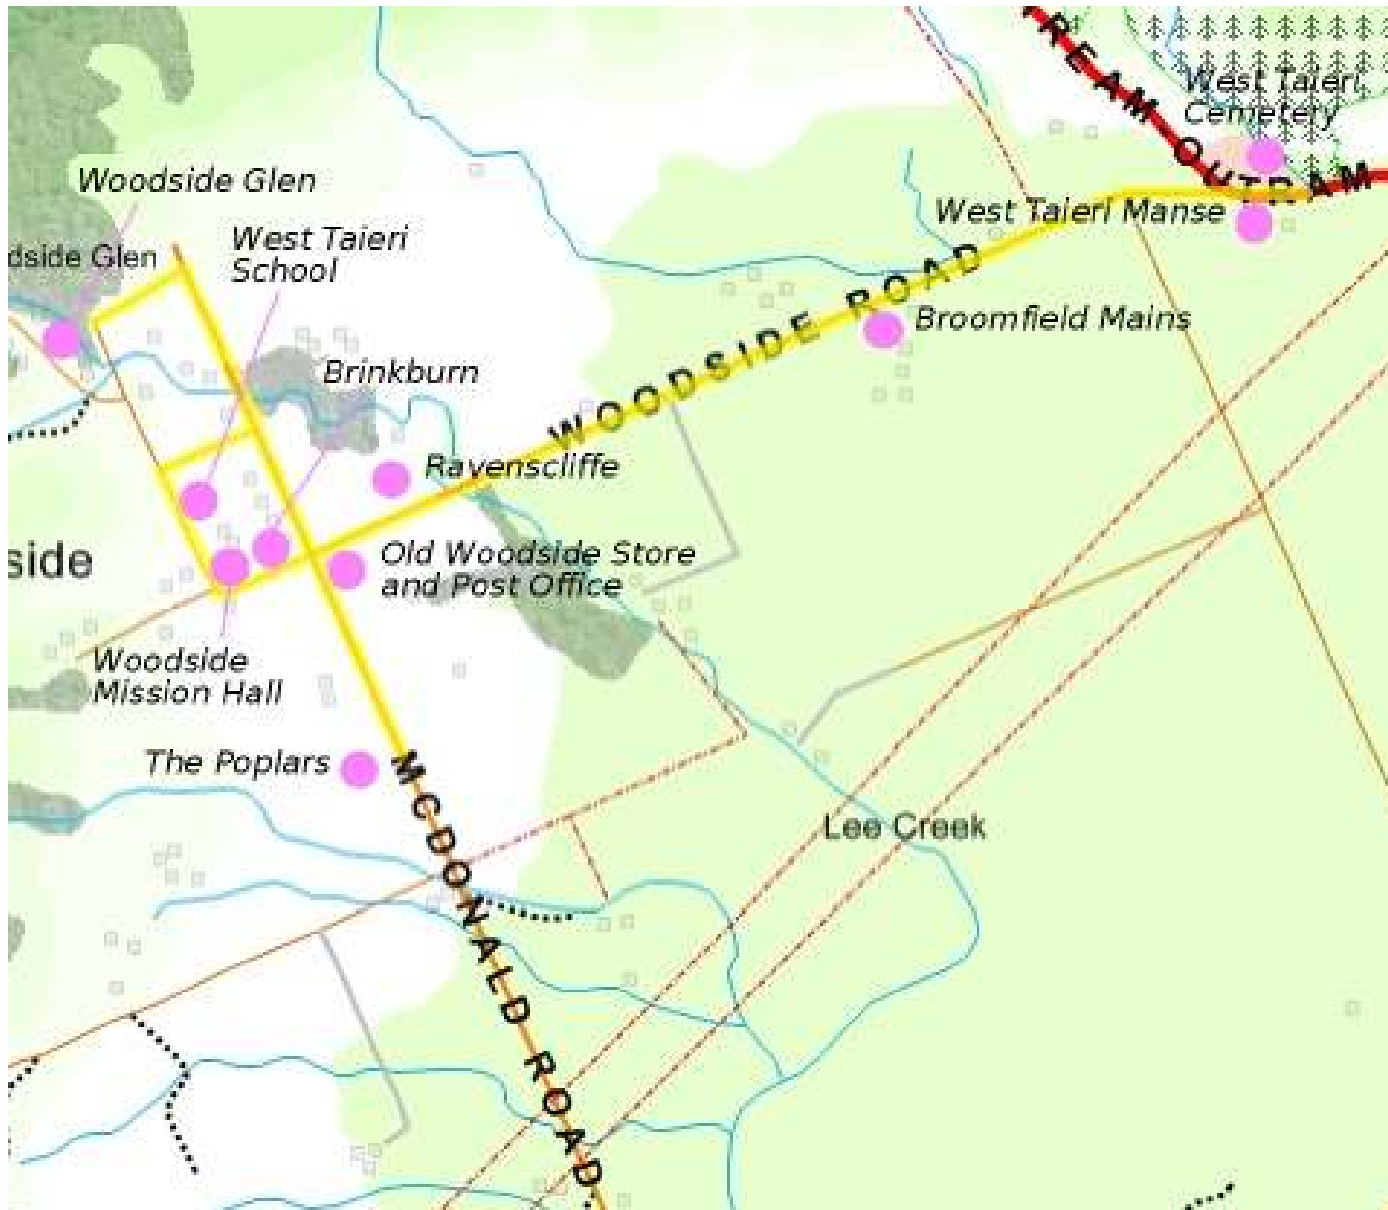 REAM OUTRAM
West Taieri
Cemetery
Woodside Glen
West Taieri Manse
West Taieri
School
dside Glen
WOODSIDE ROAD
Broomfield Mains
Brinkburn
Ravenscliffe
Old Woodside Store
and Post Office
side
Woodside
Mission Hall
The Poplars
MCDONALD ROAD
Lee Creek